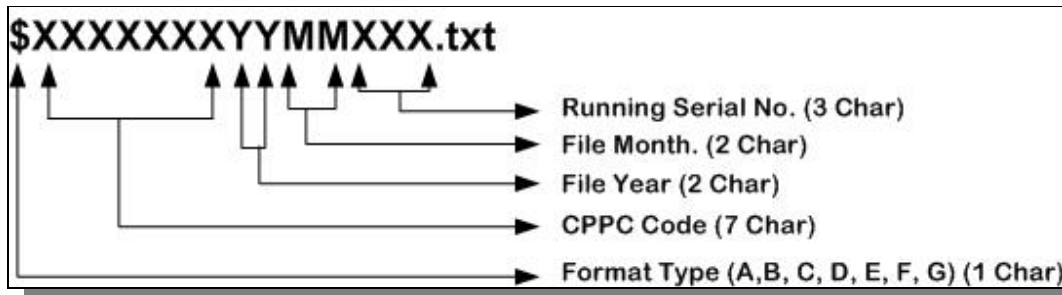 $XXXXXXXYYMMXXX.txt
Running Serial No. (3 Char)
File Month. (2 Char)
File Year (2 Char)
CPPC Code (7 Char)
Format Type (A,B, C, D, E, F, G) (1 Char)